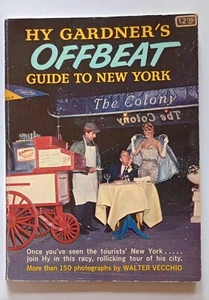 HY GARDNER'S
OFFBEAT
GUIDE TO NEW YORK
The Colony
The Colony
Once you've seen the tourists' New York.....
join Hy in this racy, rollicking tour of his city.
More than 150 photographs by WALTER VECCHIO